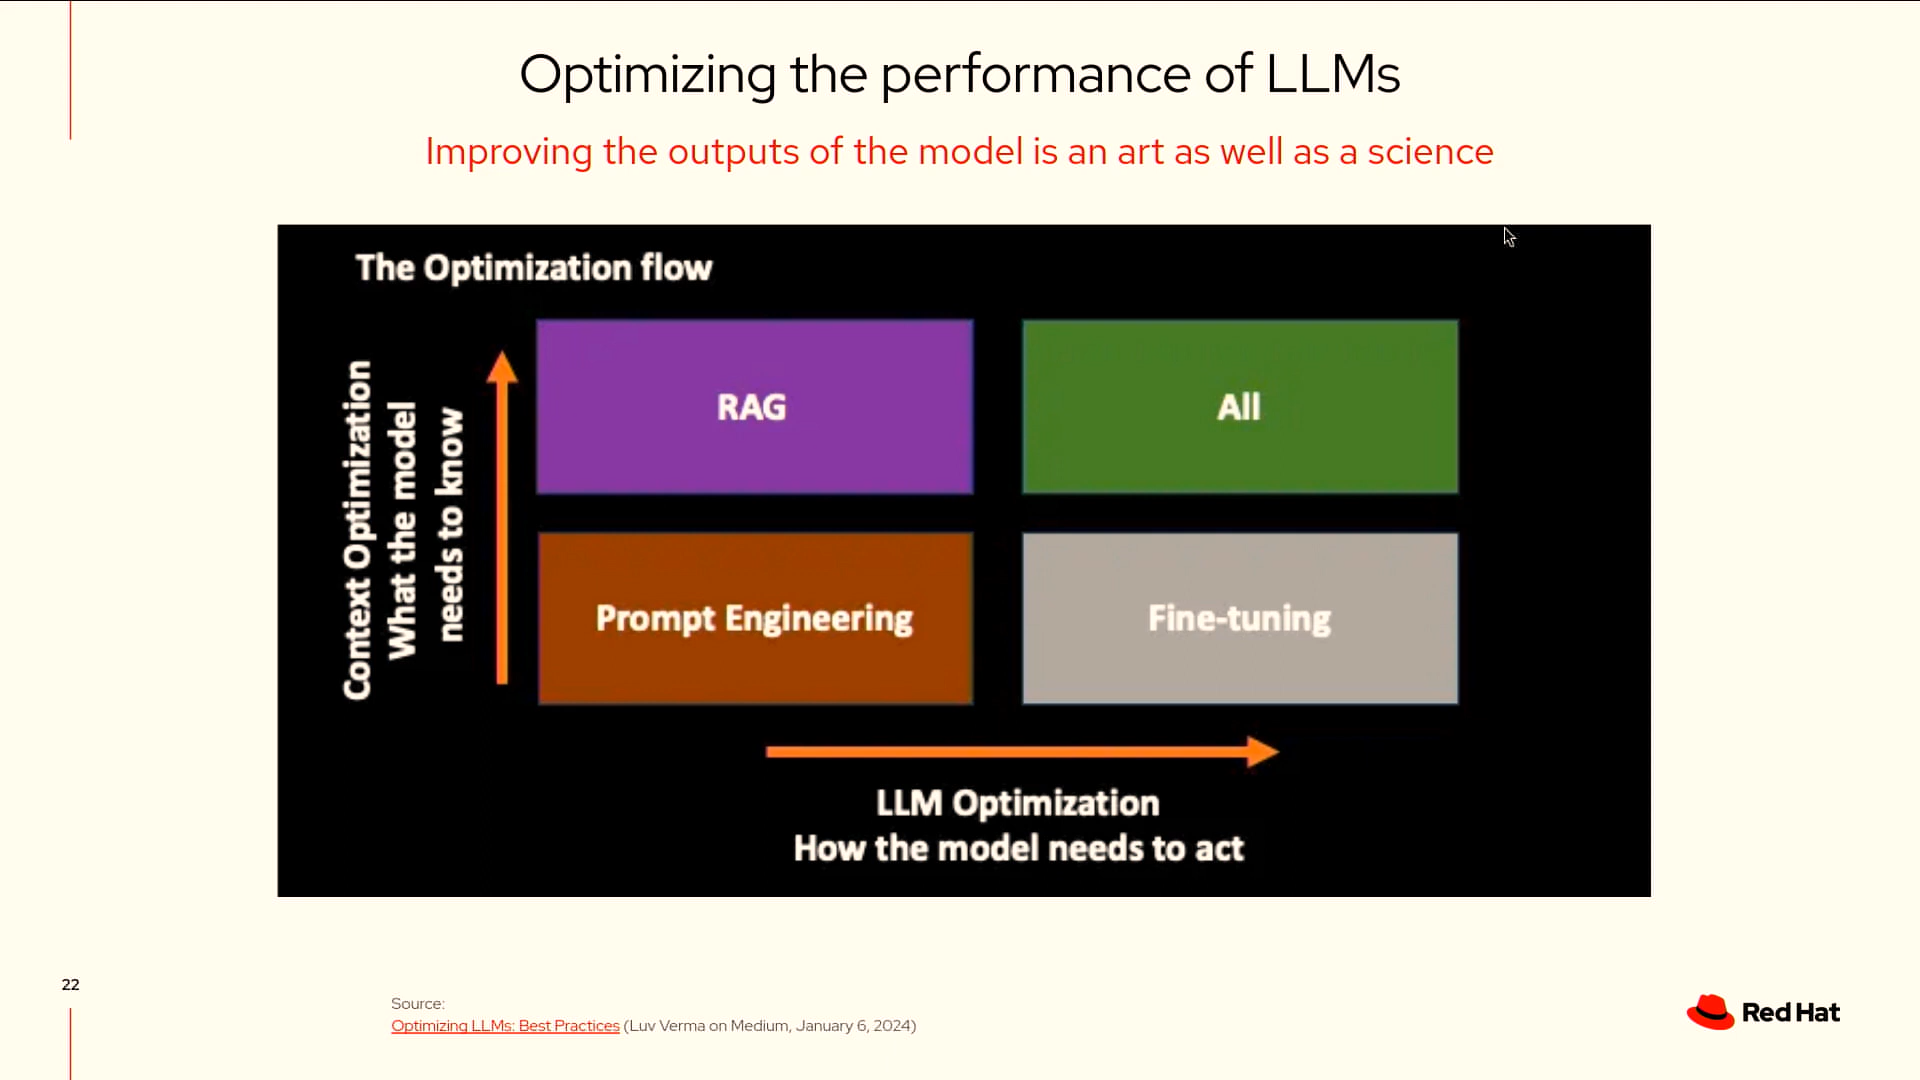 Optimizing the performance of LLMs
Improving the outputs of the model is an art as well as a science
The Optimization flow
Context Optimization
What the model
needs to know
RAG
All
Prompt Engineering
Fine-tuning
LLM Optimization
How the model needs to act
22
Source:
Optimizing LLMs: Best Practices (Luv Verma on Medium, January 6, 2024)
Red Hat